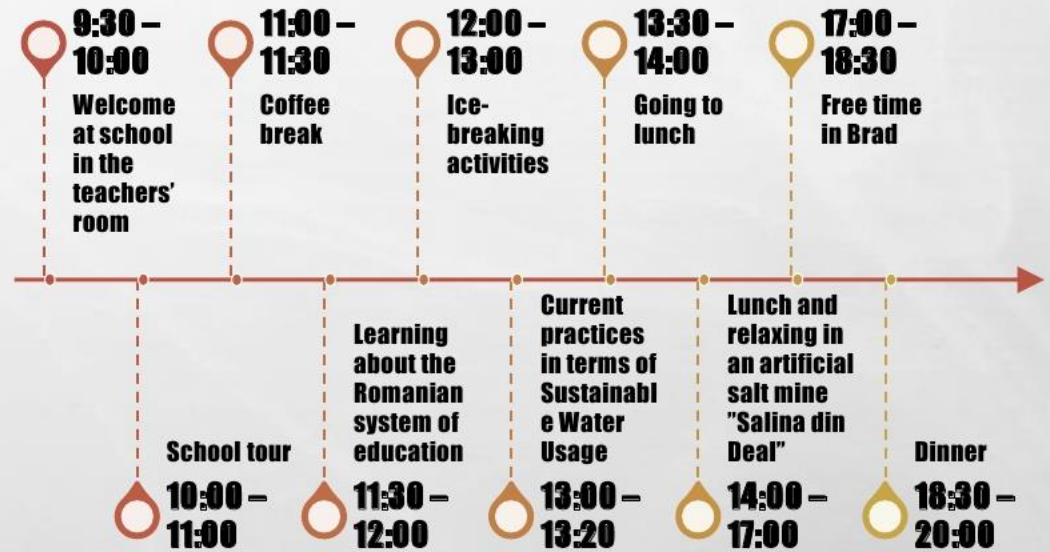 9:30 –
10:00
Welcome
at school
in the
teachers’
room
10:00 –
11:00
School tour
11:00 –
11:30
Coffee
break
11:30 –
12:00
Learning
about the
Romanian
system of
education
12:00 –
13:00
Ice-
breaking
activities
13:00 –
13:20
Current
practices
in terms of
Sustainabl
e Water
Usage
13:30 –
14:00
Going to
lunch
14:00 –
17:00
Lunch and
relaxing in
an artificial
salt mine
”Salina din
Deal”
17:00 –
18:30
Free time
in Brad
18:30 –
20:00
Dinner